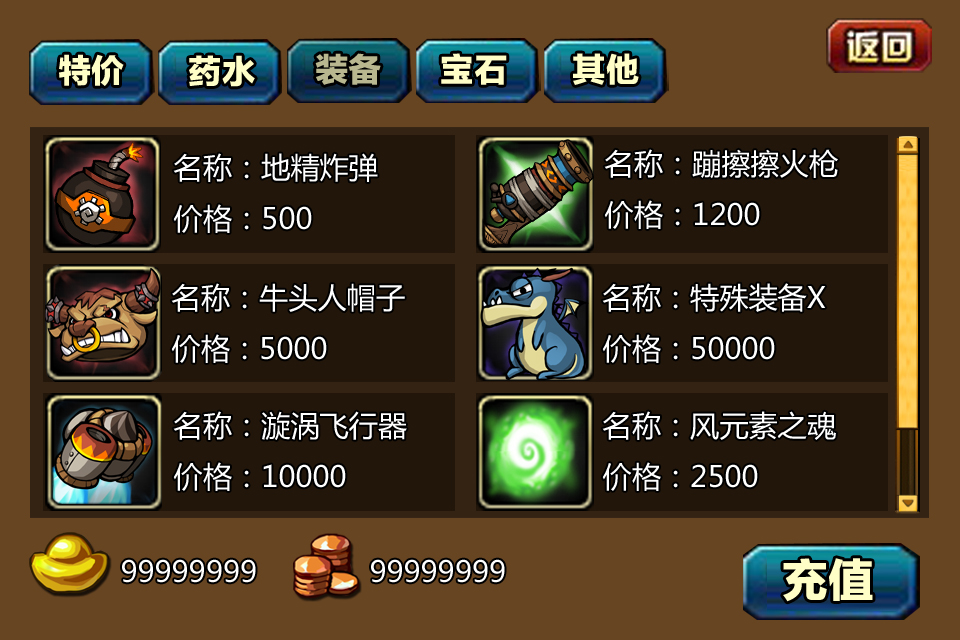 特价 药水 装备 宝石 其他 返回
名称：地精炸弹
价格：500
名称：蹦擦擦火枪
价格：1200
名称：牛头人帽子
价格：5000
名称：特殊装备X
价格：50000
名称：漩涡飞行器
价格：10000
名称：风元素之魂
价格：2500
99999999 99999999
充值